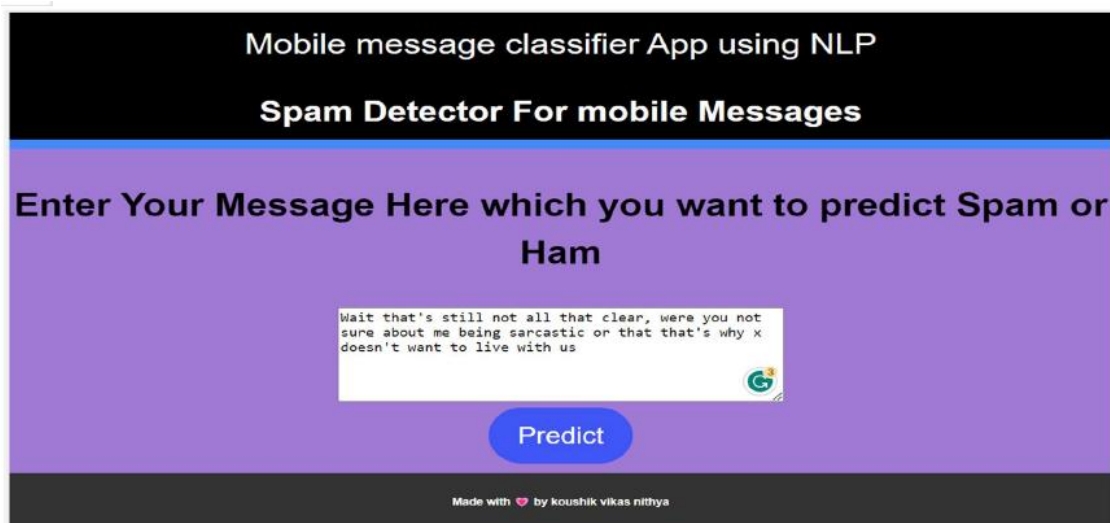 Mobile message classifier App using NLP
Spam Detector For mobile Messages
Enter Your Message Here which you want to predict Spam or
Ham
Wait that's still not all that clear, were you not
sure about me being sarcastic or that that's why x
doesn't want to live with us
3
Predict
Made with 💗 by koushik vikas nithya